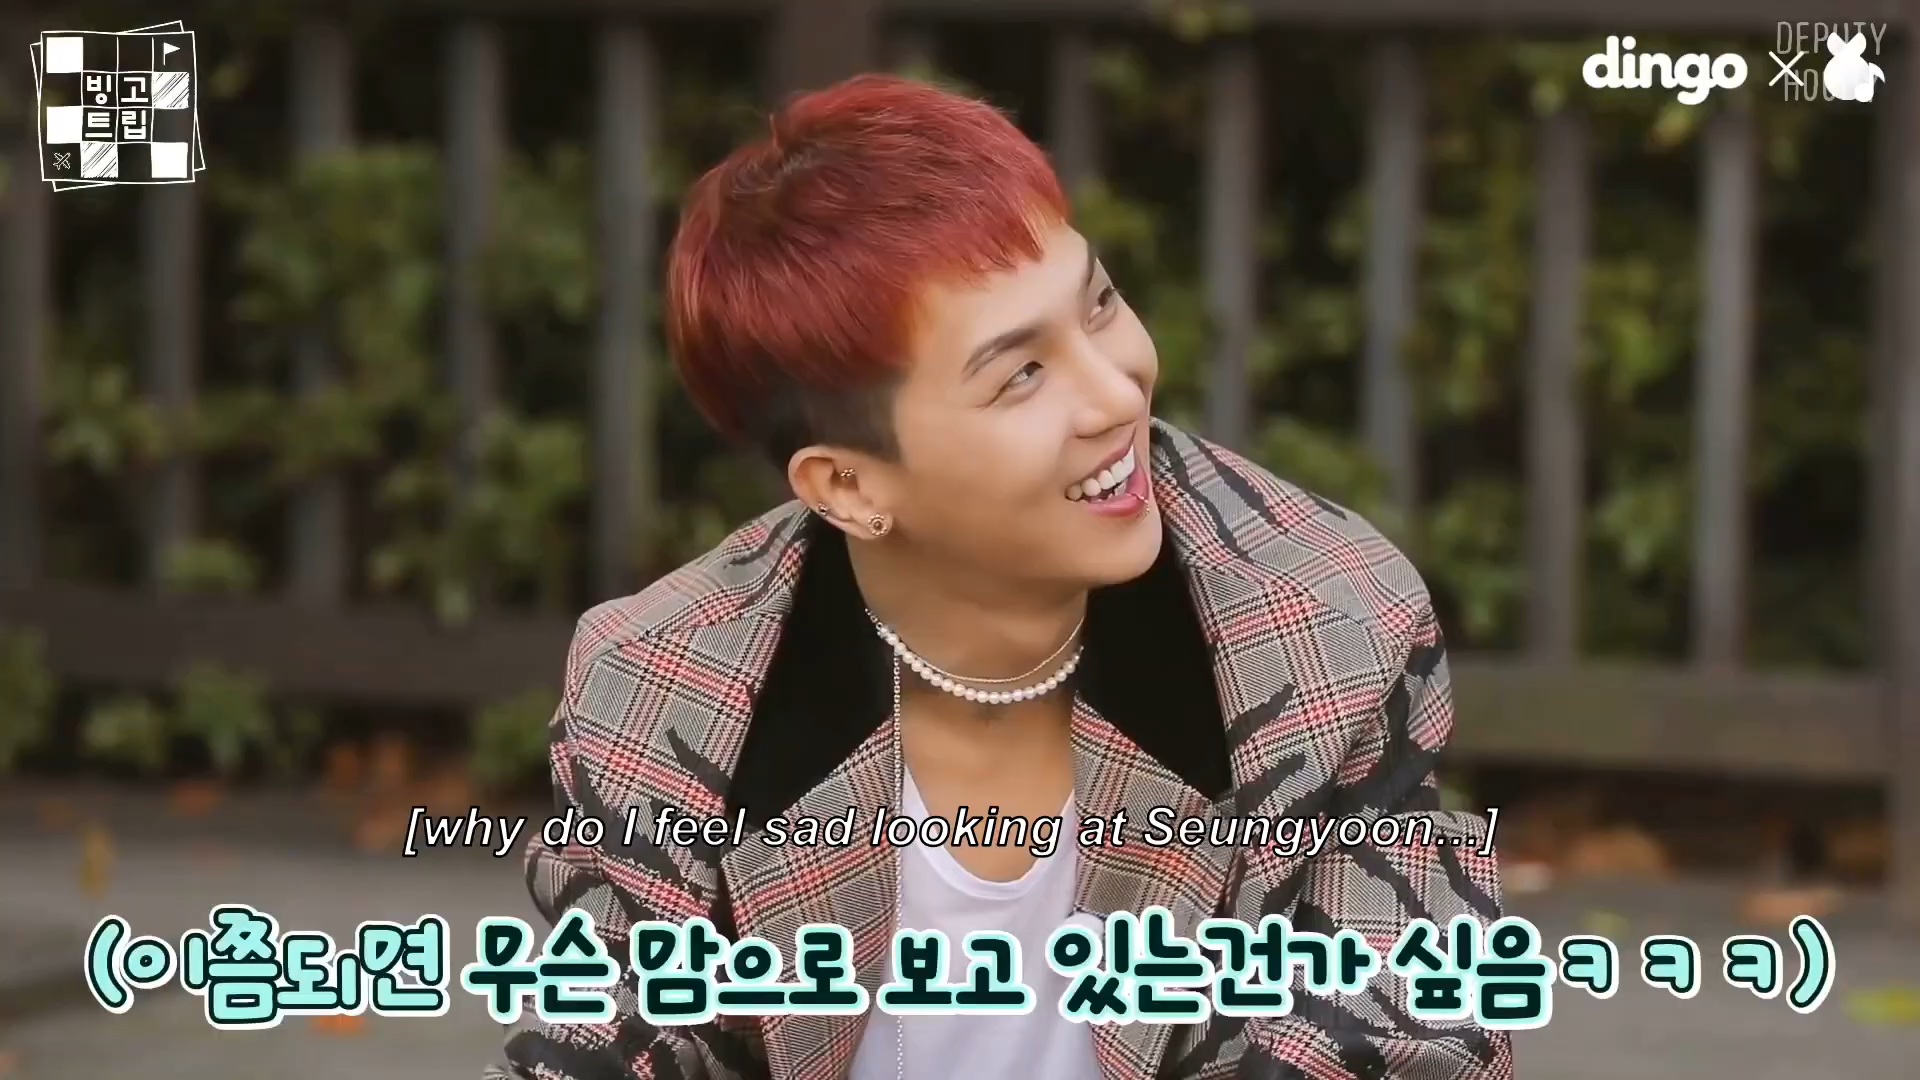 빙고
트립
dingo ×
DEPUTY
[why do I feel sad looking at Seungyoon...]
(이쯤되면 무슨 맘으로 보고 있는건가 싶음ㅋㅋㅋ)